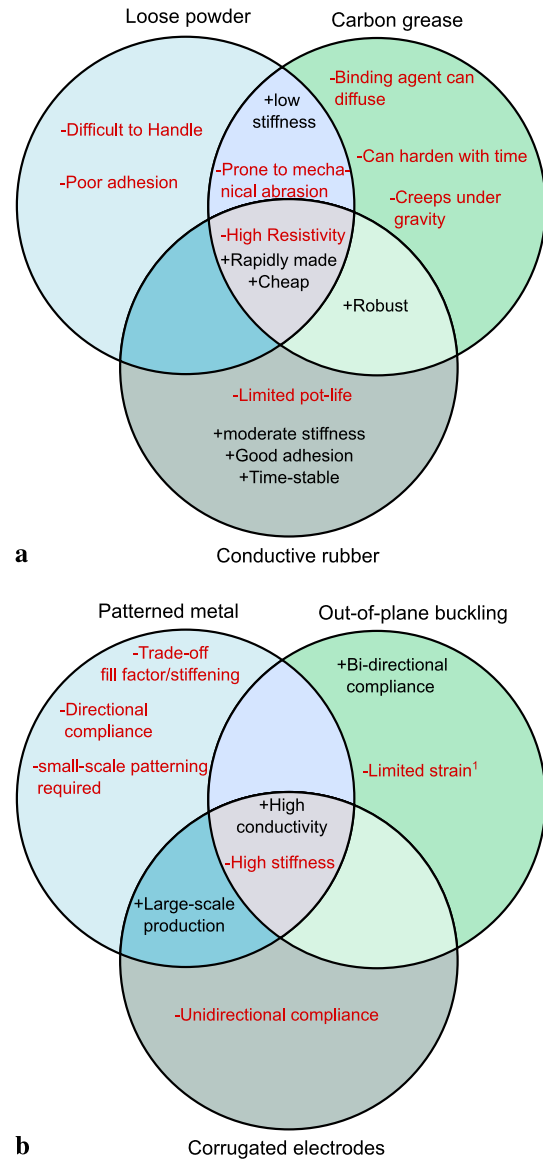 Loose powder
Carbon grease
-Binding agent can
diffuse
+low
stiffness
-Difficult to Handle
-Can harden with time
-Poor adhesion
-Prone to mecha-
nical abrasion
-Creeps under
gravity
-High Resistivity
+Rapidly made
+Cheap
+Robust
-Limited pot-life
+moderate stiffness
+Good adhesion
+Time-stable
a
Conductive rubber
Patterned metal
Out-of-plane buckling
-Trade-off
fill factor/stiffening
+Bi-directional
compliance
-Directional
compliance
-small-scale patterning
required
-Limited strain¹
+High
conductivity
-High stiffness
+Large-scale
production
-Unidirectional compliance
b
Corrugated electrodes